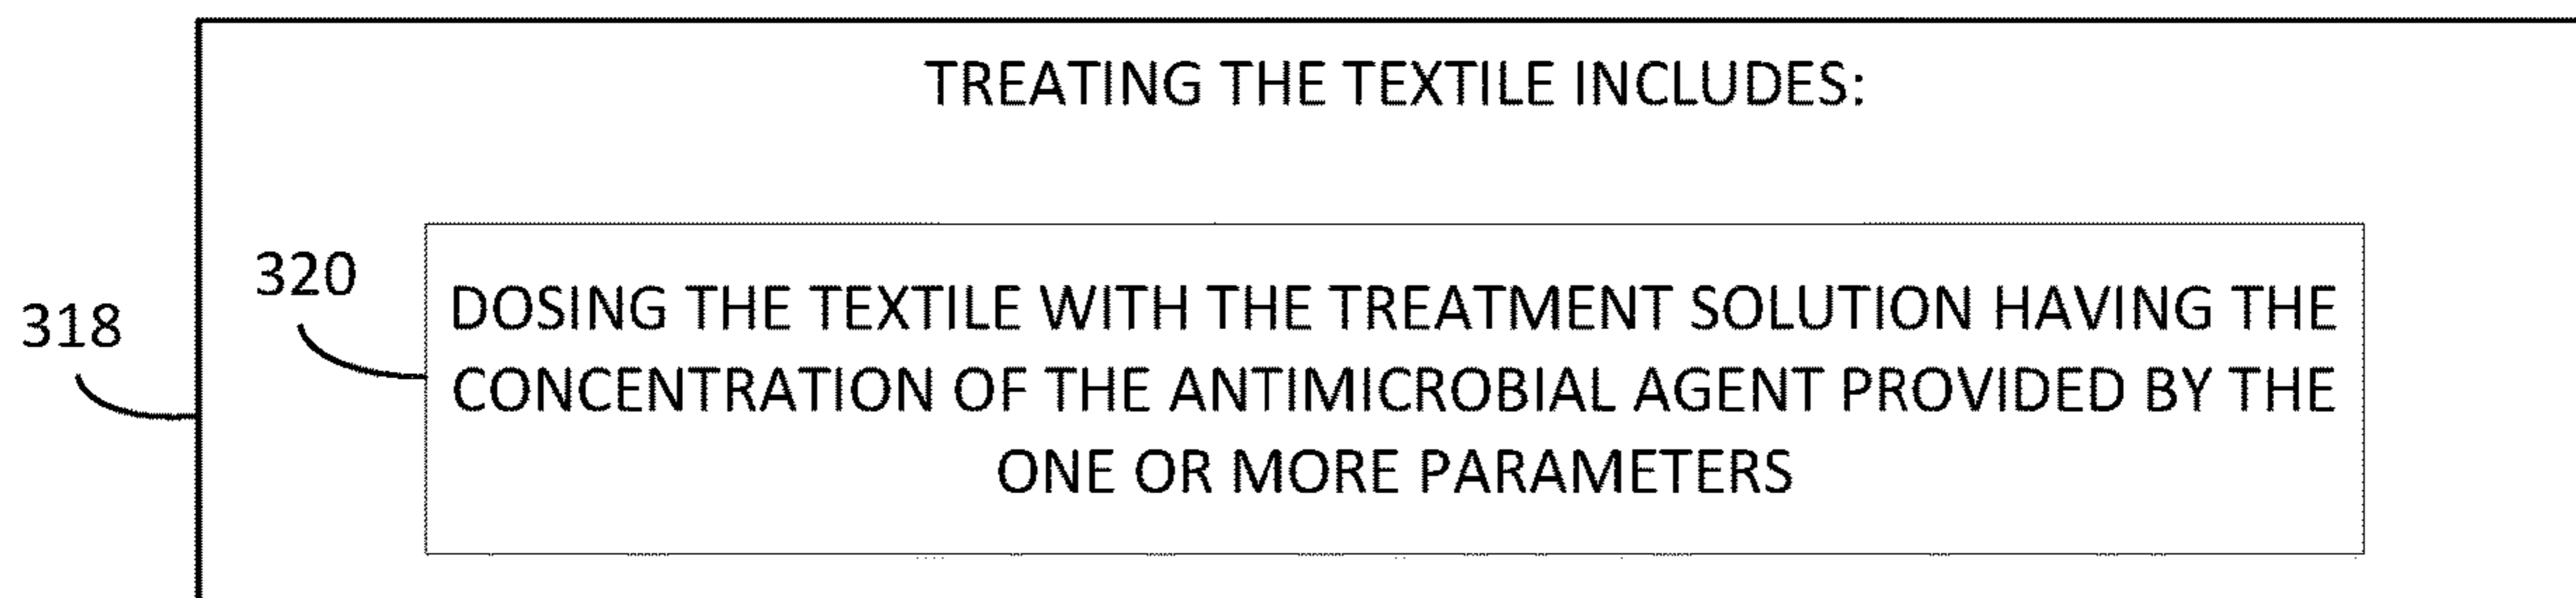 TREATING THE TEXTILE INCLUDES:
320
318
DOSING THE TEXTILE WITH THE TREATMENT SOLUTION HAVING THE
CONCENTRATION OF THE ANTIMICROBIAL AGENT PROVIDED BY THE
ONE OR MORE PARAMETERS